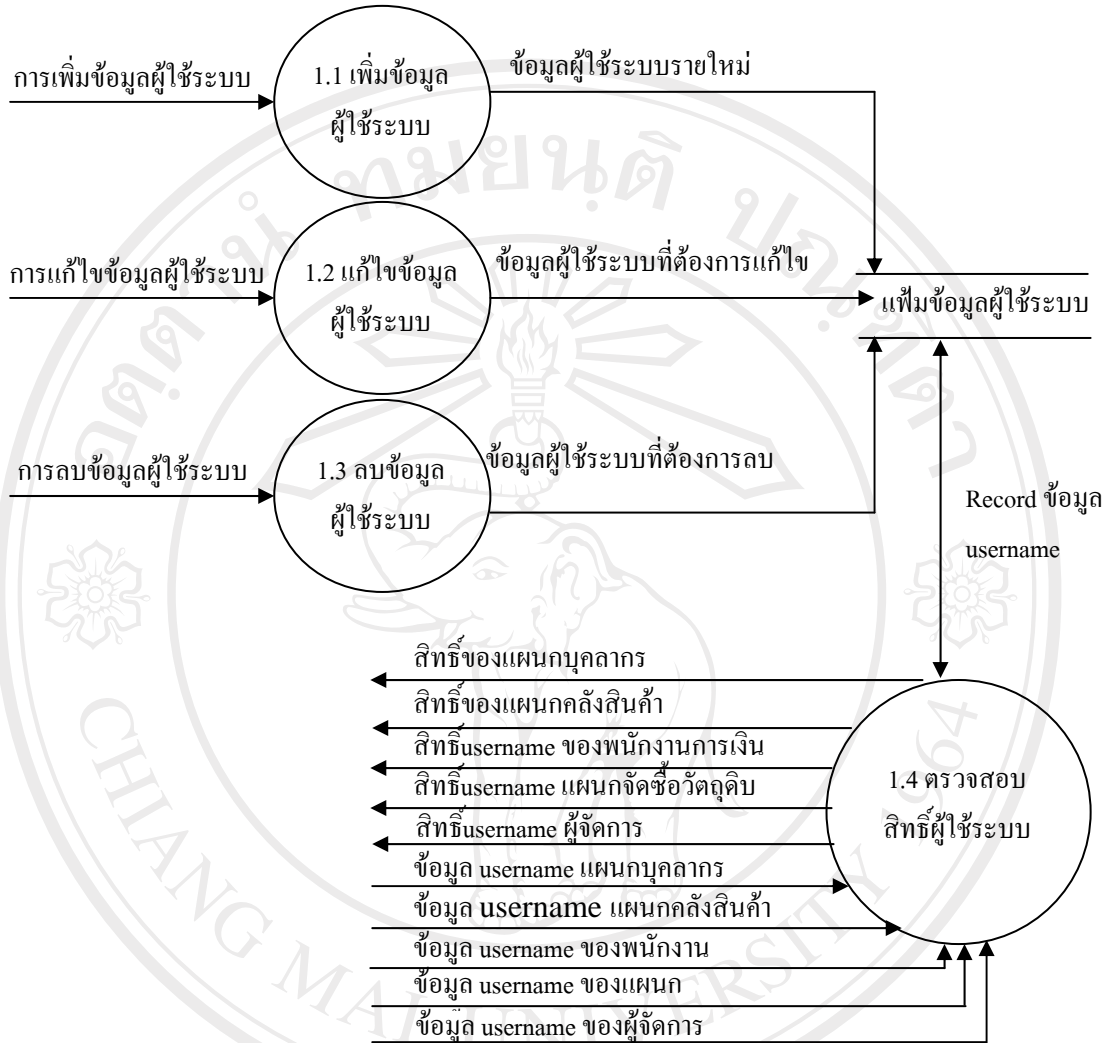 การเพิ่มข้อมูลผู้ใช้ระบบ
1.1 เพิ่มข้อมูล
ผู้ใช้ระบบ
ข้อมูลผู้ใช้ระบบรายใหม่
การแก้ไขข้อมูลผู้ใช้ระบบ
1.2 แก้ไขข้อมูล
ผู้ใช้ระบบ
ข้อมูลผู้ใช้ระบบที่ต้องการแก้ไข
แฟ้มข้อมูลผู้ใช้ระบบ
การลบข้อมูลผู้ใช้ระบบ
1.3 ลบข้อมูล
ผู้ใช้ระบบ
ข้อมูลผู้ใช้ระบบที่ต้องการลบ
Record ข้อมูล
username
สิทธิ์ของแผนกบุคลากร
สิทธิ์ของแผนกคลังสินค้า
สิทธิ์username ของพนักงานการเงิน
สิทธิ์username แผนกจัดซื้อวัตถุดิบ
สิทธิ์username ผู้จัดการ
1.4 ตรวจสอบ
สิทธิ์ผู้ใช้ระบบ
ข้อมูล username แผนกบุคลากร
ข้อมูล username แผนกคลังสินค้า
ข้อมูล username ของพนักงาน
ข้อมูล username ของแผนก
ข้อมูล username ของผู้จัดการ
CHIANG MAI UNIVERSITY 1964